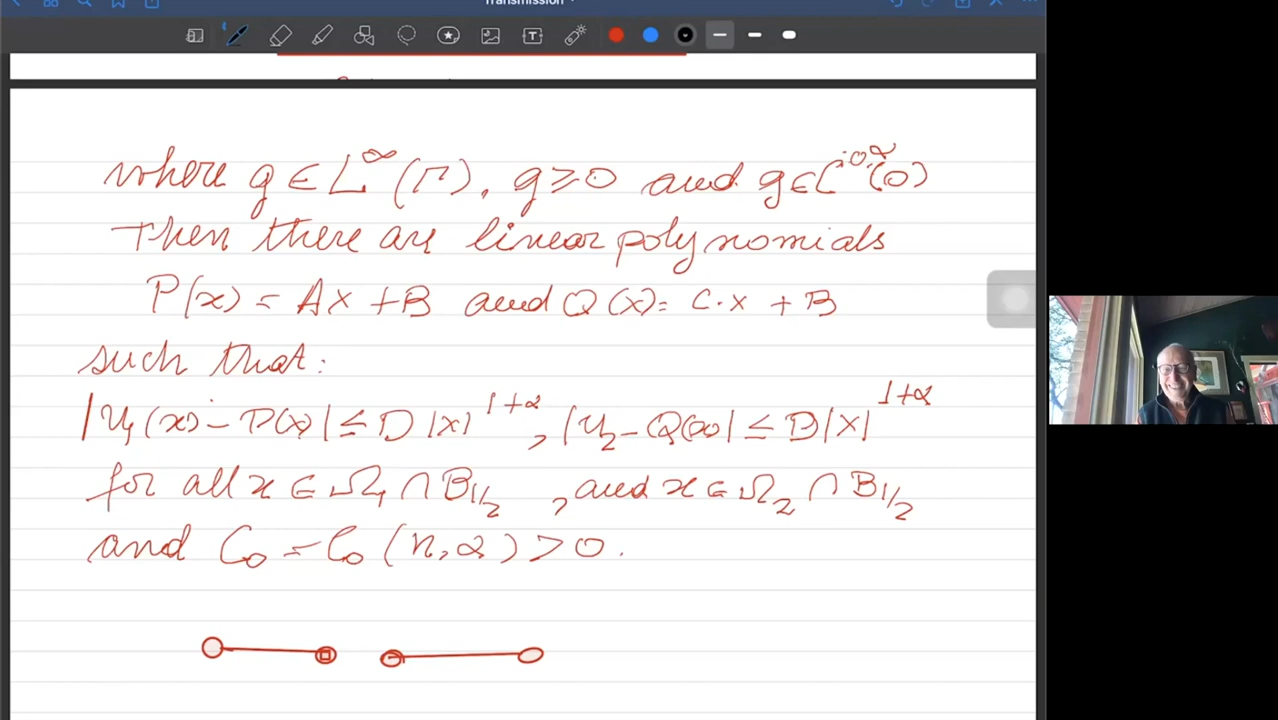 Transmission
where g ∈ L^∞(Γ), g ≥ 0 and g ∈ C^{0,α}(0)
Then there are linear polynomials
P(x) = Ax + B and Q(x) = C·x + B
such that:
|U₁(x) - P(x)| ≤ D|x|^{1+α}, |U₂ - Q(x)| ≤ D|x|^{1+α}
for all x ∈ Ω₁ ∩ B_{1/2}, and x ∈ Ω₂ ∩ B_{1/2}
and C₀ = C₀(n, α) > 0.